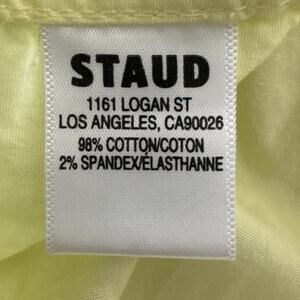 STAUD
1161 LOGAN ST
LOS ANGELES, CA90026
98% COTTON/COTON
2% SPANDEX/ÉLASTHANNE